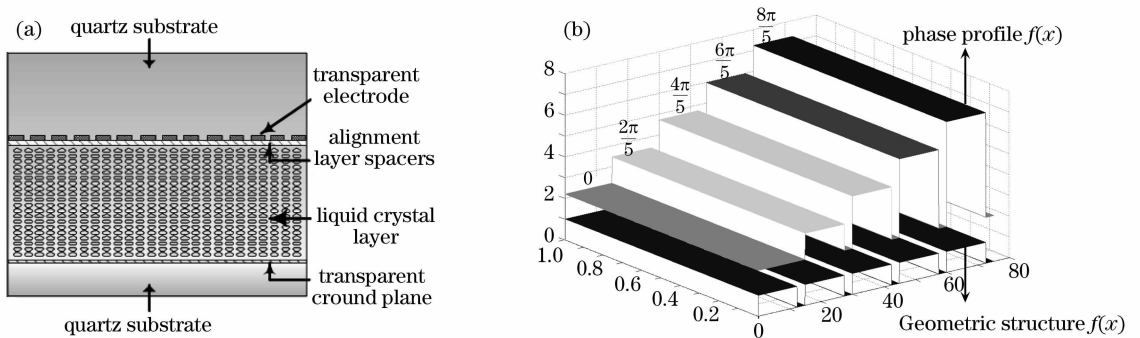 (a)
quartz substrate
transparent
electrode
alignment
layer spacers
liquid crystal
layer
transparent
cround plane
quartz substrate
(b)
8π
5
6π
5
4π
5
2π
5
0
phase profile f(x)
8
6
4
2
0
1.0
0.8
0.6
0.4
0.2
0
20
40
60
80
Geometric structure f(x)